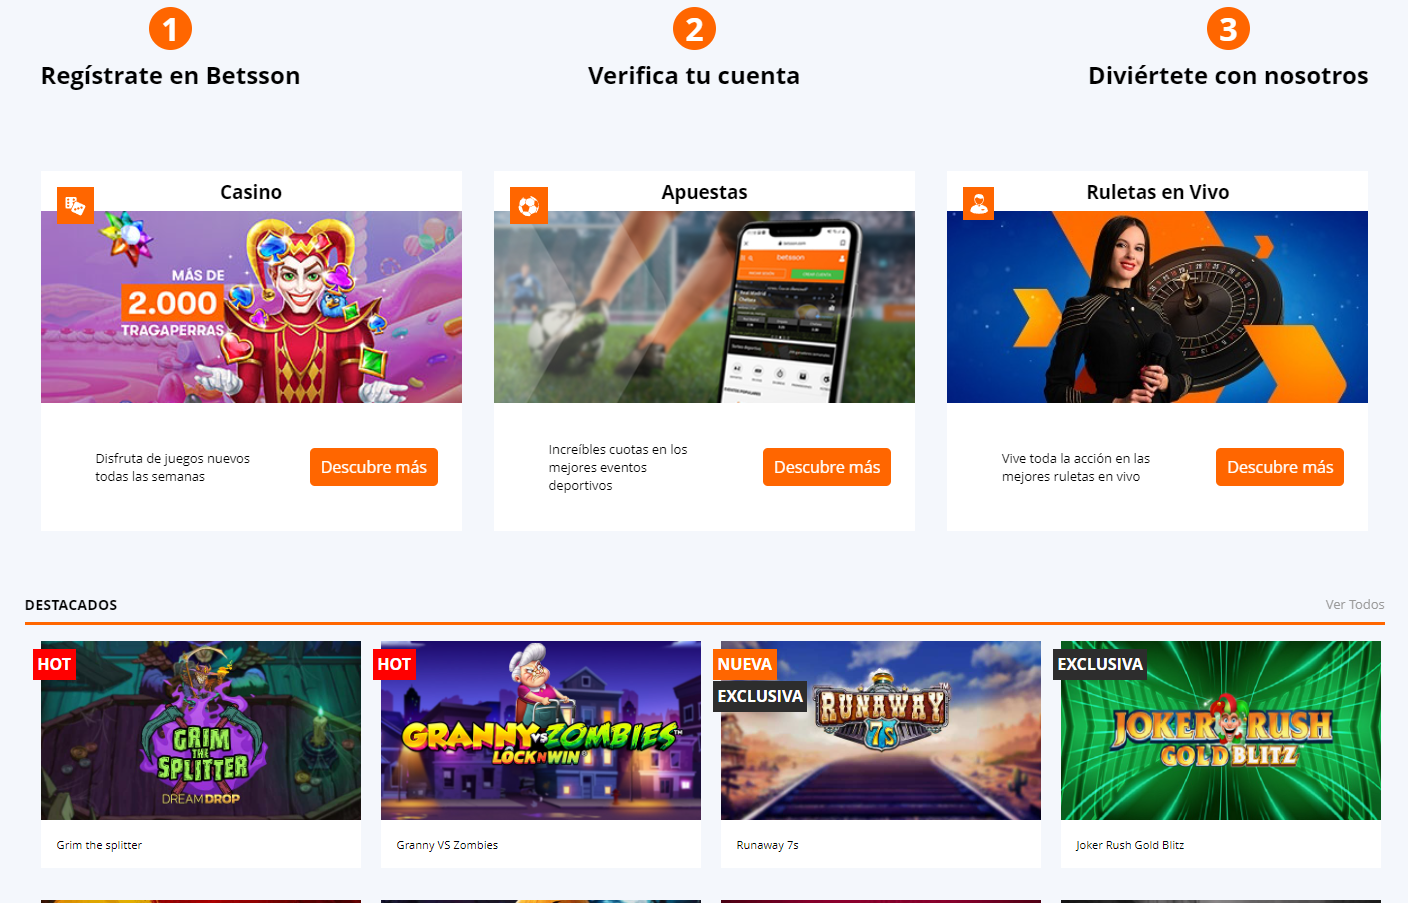 1
2
3
Regístrate en Betsson
Verifica tu cuenta
Diviértete con nosotros
Casino
MÁS DE
2.000
TRAGAPERRAS
Disfruta de juegos nuevos
todas las semanas
Descubre más
Apuestas
betsson
Increíbles cuotas en los
mejores eventos
deportivos
Descubre más
Ruletas en Vivo
Vive toda la acción en las
mejores ruletas en vivo
Descubre más
DESTACADOS
Ver Todos
HOT
GRIM
THE
SPLITTER
DREAM DROP
Grim the splitter
HOT
GRANNY VS ZOMBIES™
LOCK N WIN
Granny VS Zombies
NUEVA
EXCLUSIVA
RUNAWAY™
7s
Runaway 7s
EXCLUSIVA
JOKER RUSH
GOLD BLITZ™
Joker Rush Gold Blitz